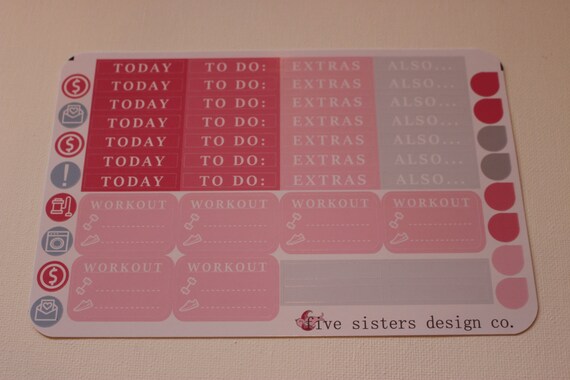 TODAY TO DO: EXTRAS ALSO...
TODAY TO DO: EXTRAS ALSO...
TODAY TO DO: EXTRAS ALSO...
TODAY TO DO: EXTRAS ALSO...
TODAY TO DO: EXTRAS ALSO...
TODAY TO DO: EXTRAS ALSO...
TODAY TO DO: EXTRAS ALSO...
WORKOUT WORKOUT WORKOUT WORKOUT
WORKOUT WORKOUT
five sisters design co.
$
$
!
$